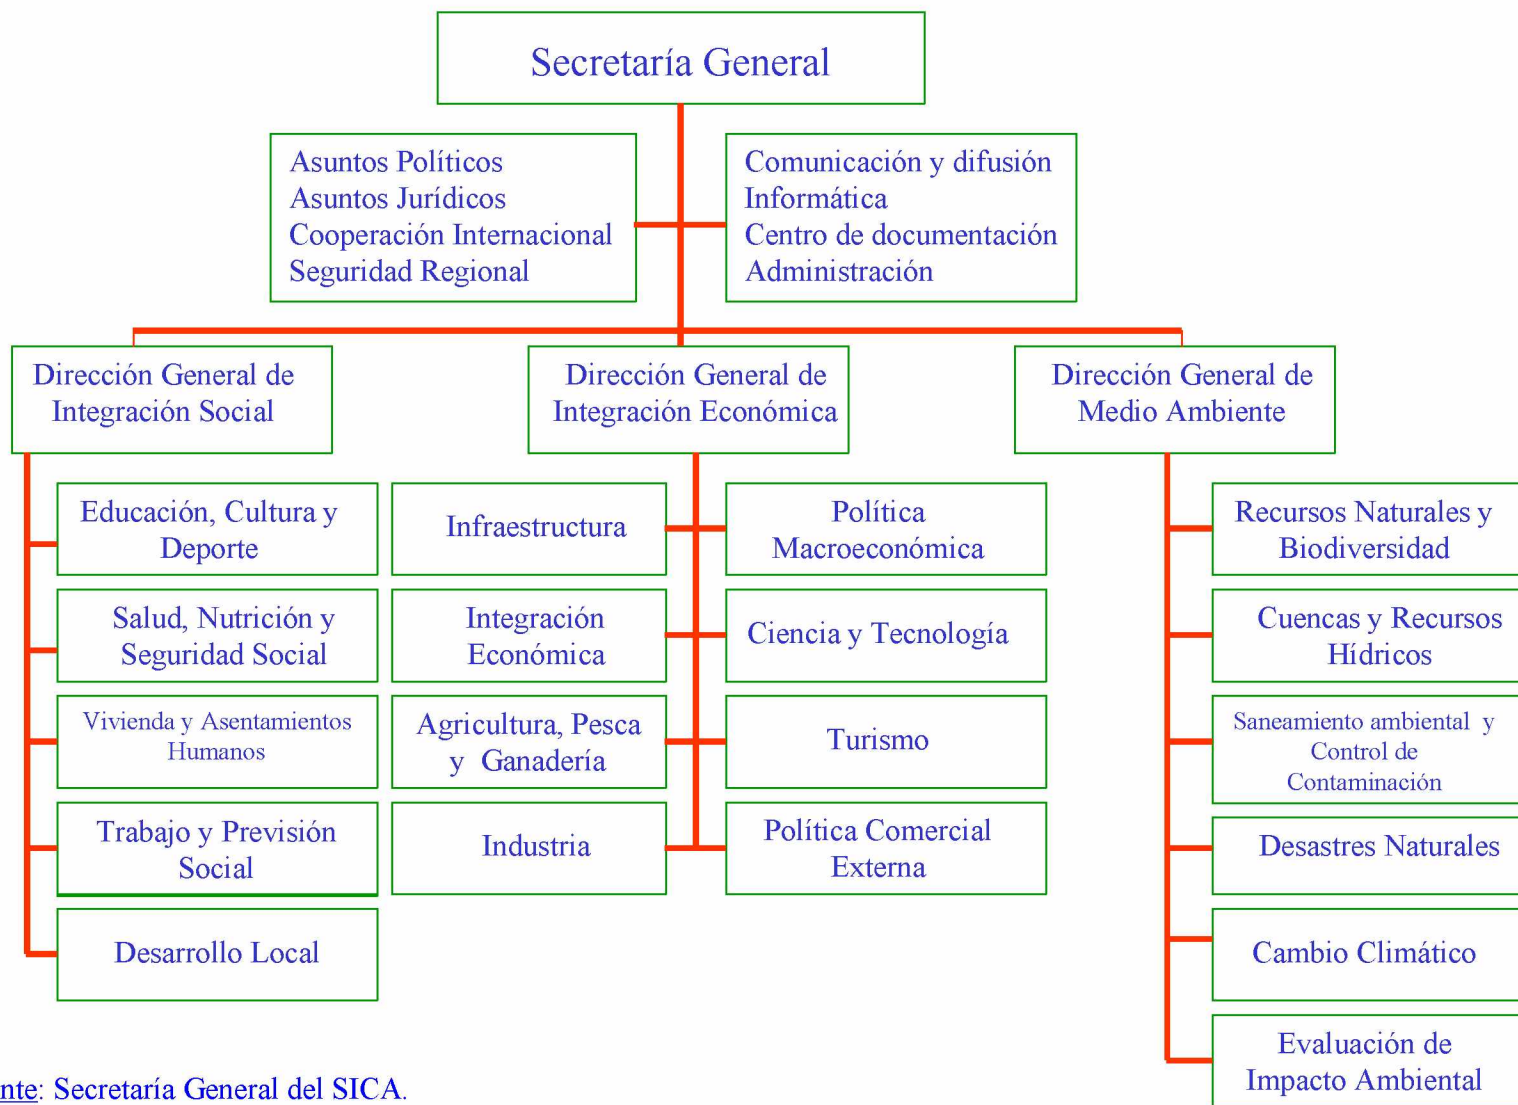 Secretaría General
Asuntos Políticos
Asuntos Jurídicos
Cooperación Internacional
Seguridad Regional
Comunicación y difusión
Informática
Centro de documentación
Administración
Dirección General de
Integración Social
Dirección General de
Integración Económica
Dirección General de
Medio Ambiente
Educación, Cultura y
Deporte
Salud, Nutrición y
Seguridad Social
Vivienda y Asentamientos
Humanos
Trabajo y Previsión
Social
Desarrollo Local
Infraestructura
Integración
Económica
Agricultura, Pesca
y Ganadería
Industria
Política
Macroeconómica
Ciencia y Tecnología
Turismo
Política Comercial
Externa
Recursos Naturales y
Biodiversidad
Cuencas y Recursos
Hídricos
Saneamiento ambiental y
Control de
Contaminación
Desastres Naturales
Cambio Climático
Evaluación de
Impacto Ambiental
nte: Secretaría General del SICA.